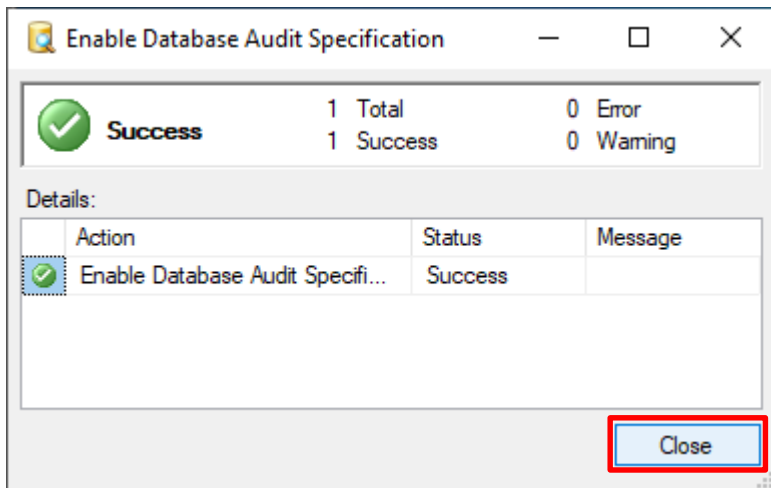 Enable Database Audit Specification
Success
1 Total 0 Error
1 Success 0 Warning
Details:
Action Status Message
Enable Database Audit Specifi... Success
Close